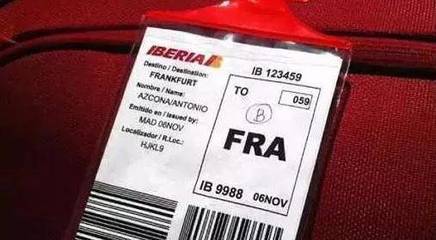 IBERIA
Destino / Destination:
FRANKFURT
Nombre / Name:
AZCONA/ANTONIO
Emitido en / Issued by:
MAD 06NOV
Localizador / R.Loc.:
HJKL9
IB 123459
TO
059
B
FRA
IB 9988 06NOV